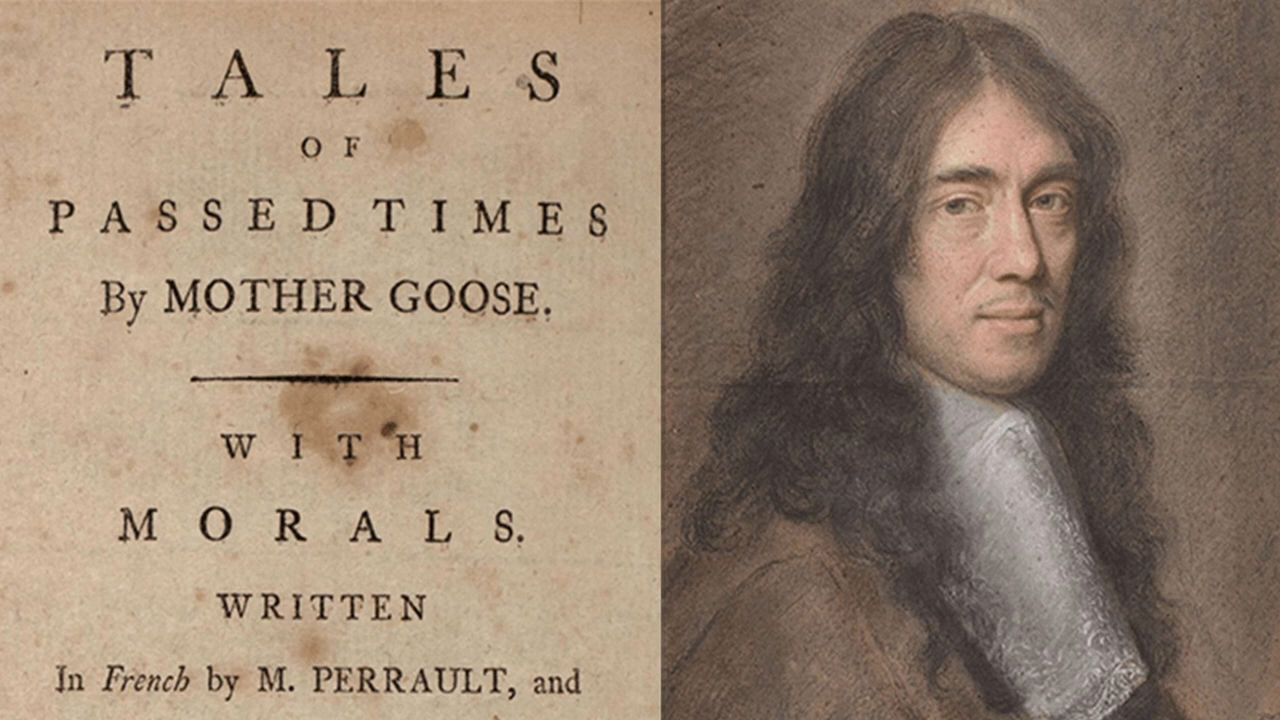 TALES
OF
PASSED TIMES
By MOTHER GOOSE.
WITH
MORALS.
WRITTEN
In French by M. PERRAULT, and